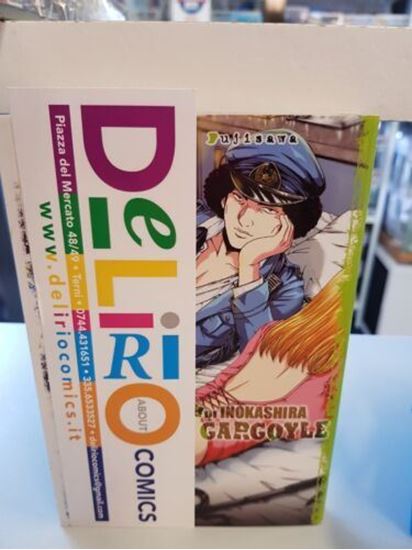 DeLiRiO
ABOUT
COMICS
Piazza del Mercato 48/49 • Terni • 0744.431651 • 335.6533527 • deliriocomics@gmail.com
www.deliriocomics.it
Fujisawa
INOKASHIRA
GARGOYLE